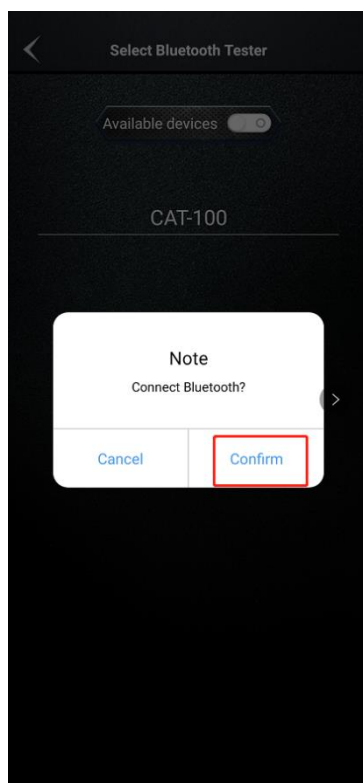 Select Bluetooth Tester
Available devices
CAT-100
Note
Connect Bluetooth?
Cancel
Confirm